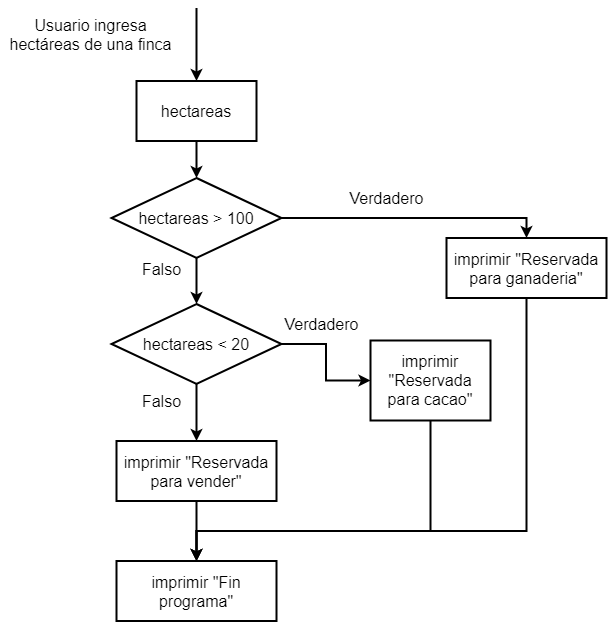 Usuario ingresa
hectáreas de una finca
hectareas
hectareas > 100
Verdadero
imprimir "Reservada
para ganaderia"
Falso
hectareas < 20
Verdadero
imprimir
"Reservada
para cacao"
Falso
imprimir "Reservada
para vender"
imprimir "Fin
programa"